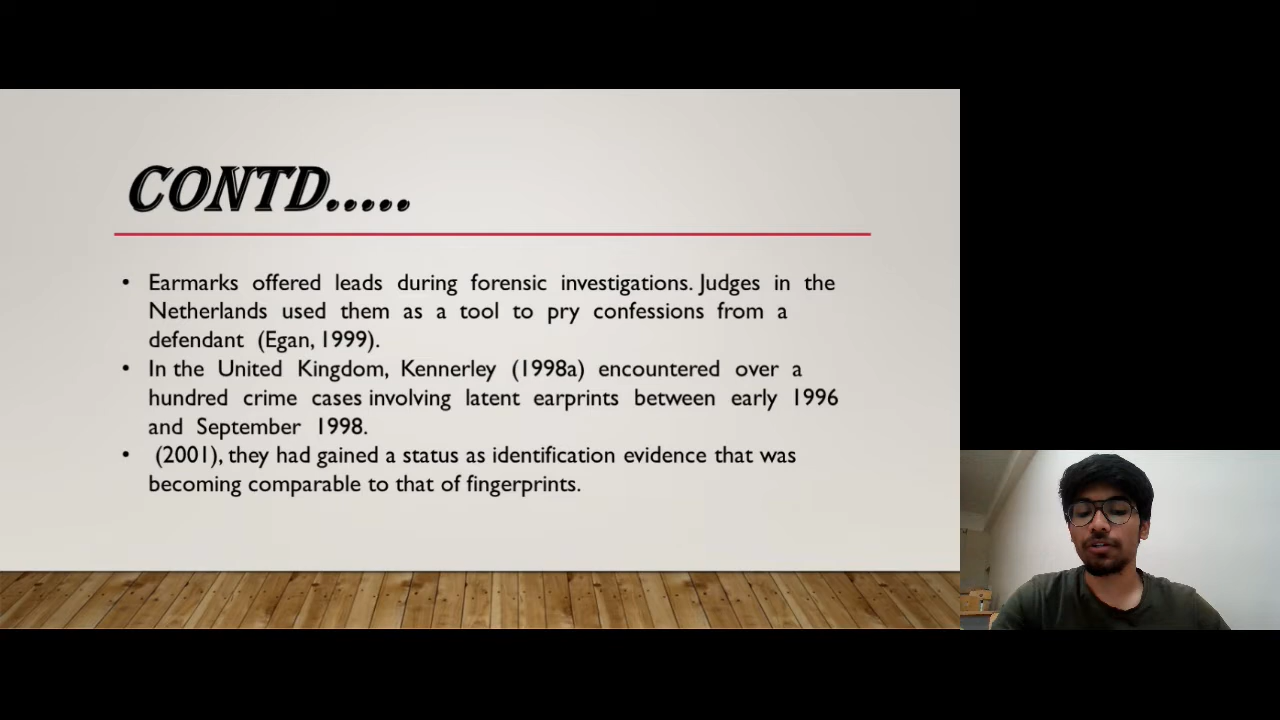 CONTD.....
• Earmarks offered leads during forensic investigations. Judges in the
Netherlands used them as a tool to pry confessions from a
defendant (Egan, 1999).
• In the United Kingdom, Kennerley (1998a) encountered over a
hundred crime cases involving latent earprints between early 1996
and September 1998.
• (2001), they had gained a status as identification evidence that was
becoming comparable to that of fingerprints.